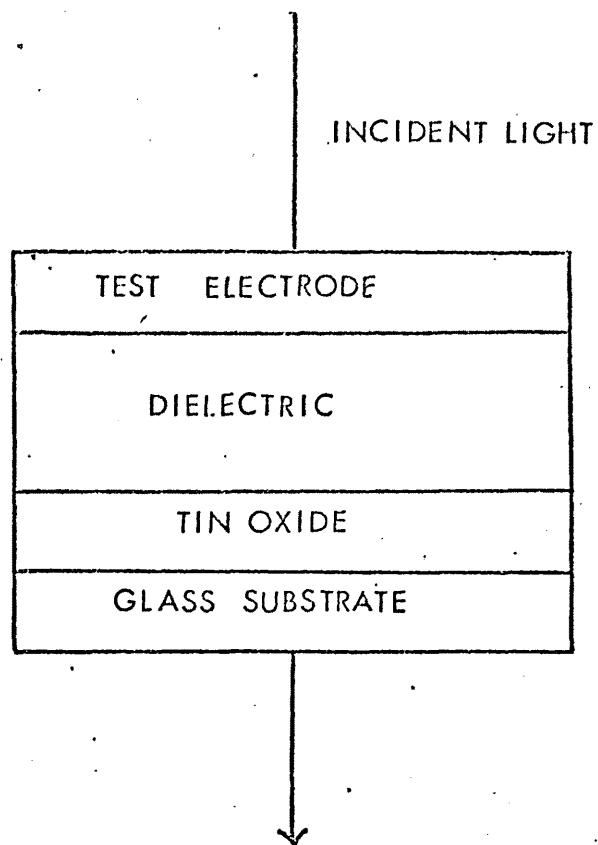 INCIDENT LIGHT
TEST ELECTRODE
DIELECTRIC
TIN OXIDE
GLASS SUBSTRATE